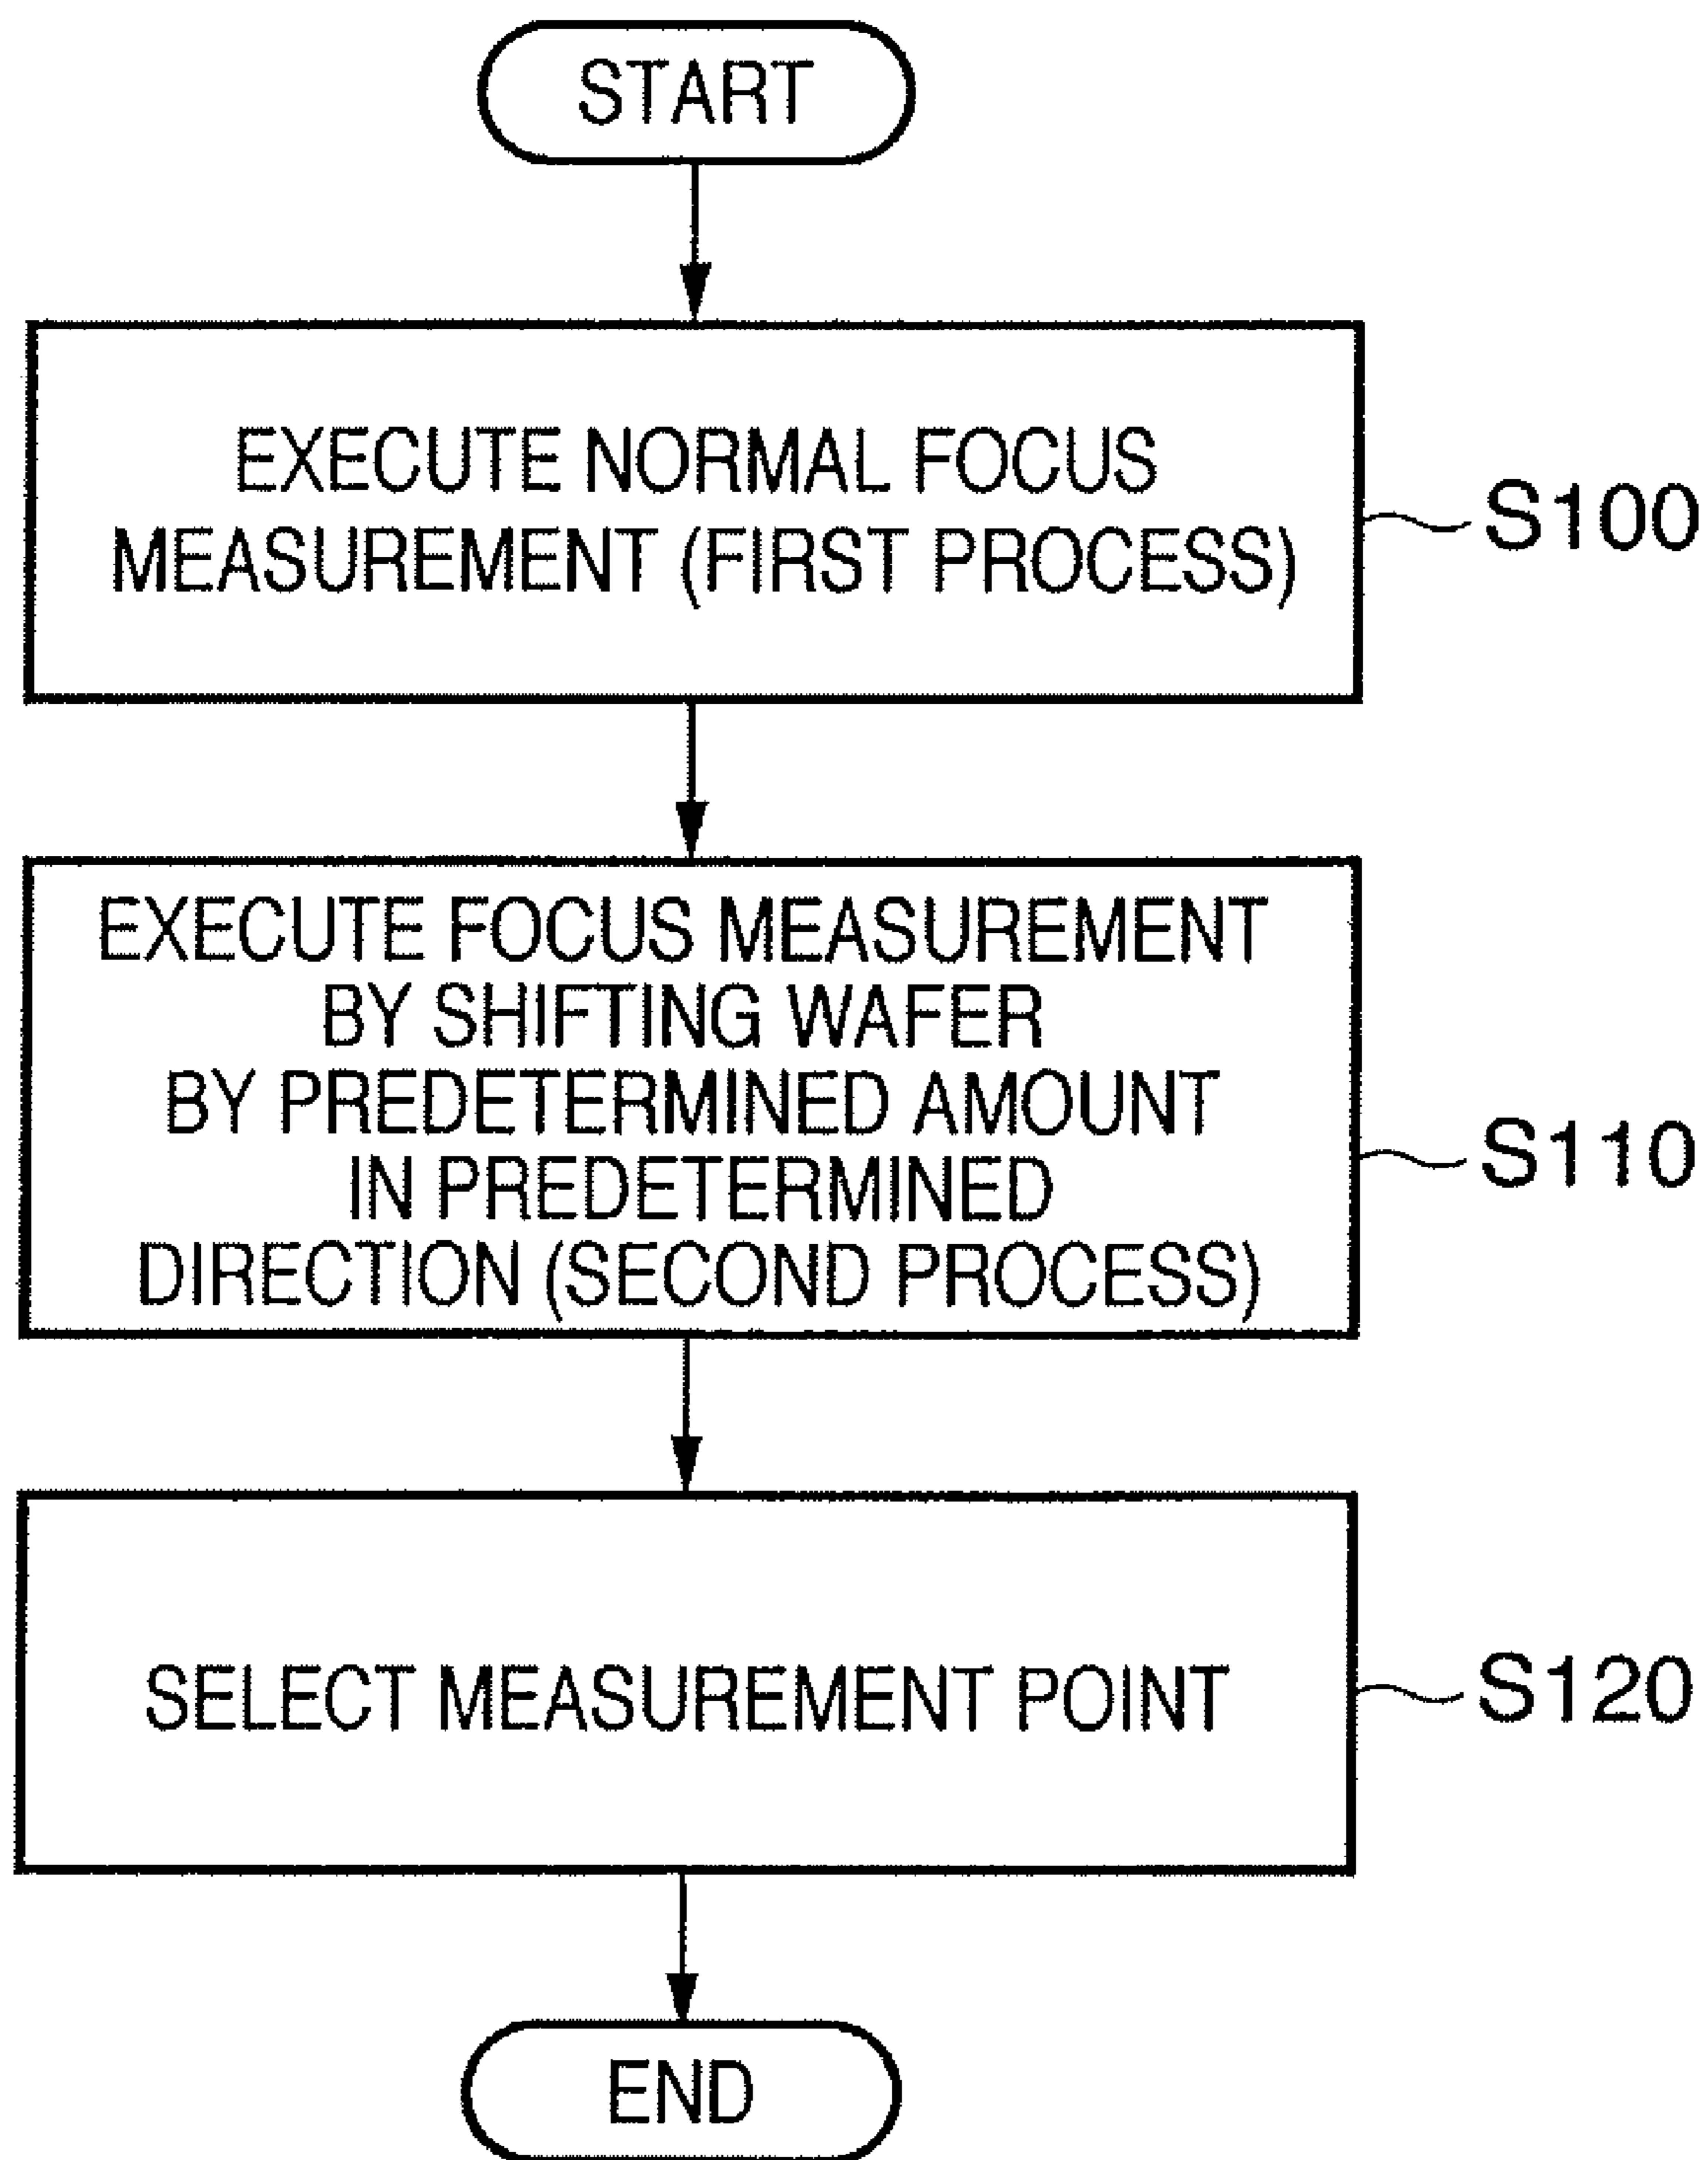 START
EXECUTE NORMAL FOCUS
MEASUREMENT (FIRST PROCESS)
S100
EXECUTE FOCUS MEASUREMENT
BY SHIFTING WAFER
BY PREDETERMINED AMOUNT
IN PREDETERMINED
DIRECTION (SECOND PROCESS)
S110
SELECT MEASUREMENT POINT
S120
END